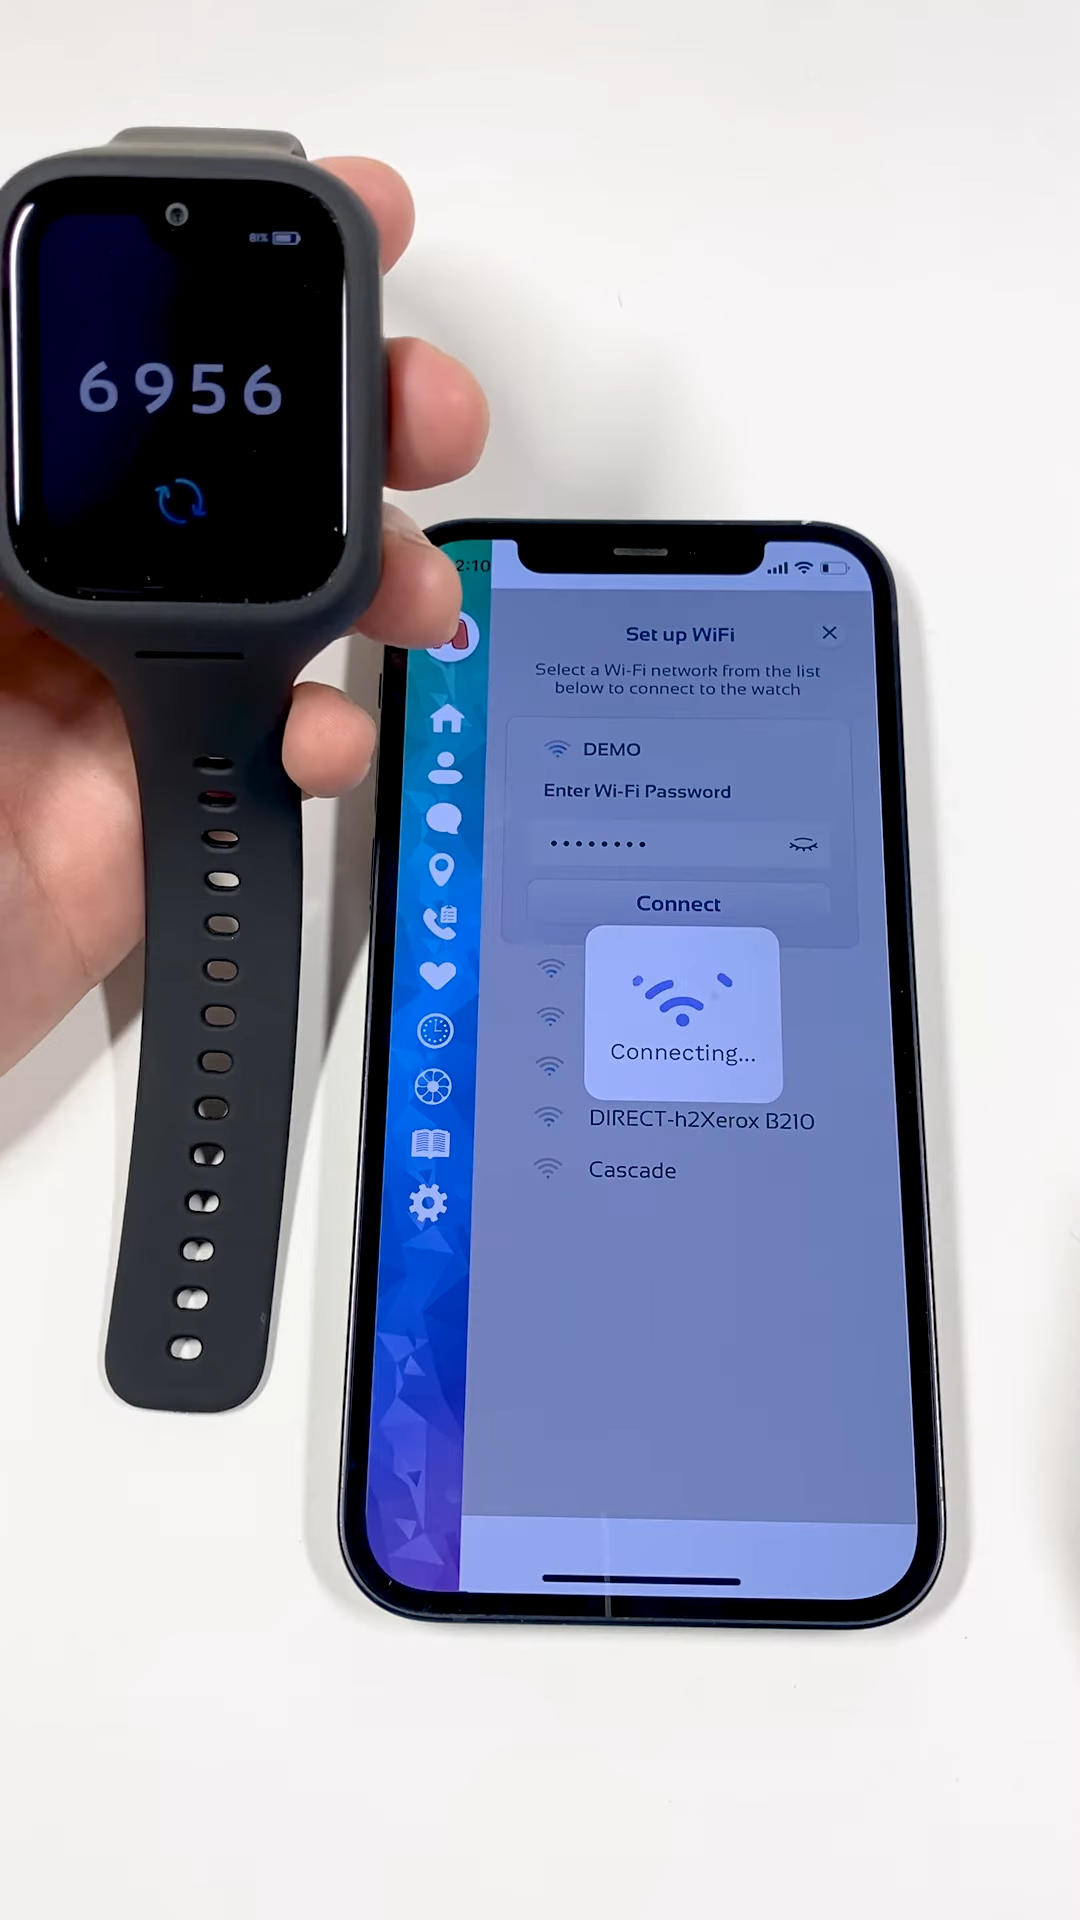 81%
6956
2:10
Set up WiFi
Select a Wi-Fi network from the list
below to connect to the watch
DEMO
Enter Wi-Fi Password
Connect
Connecting...
DIRECT-h2Xerox B210
Cascade